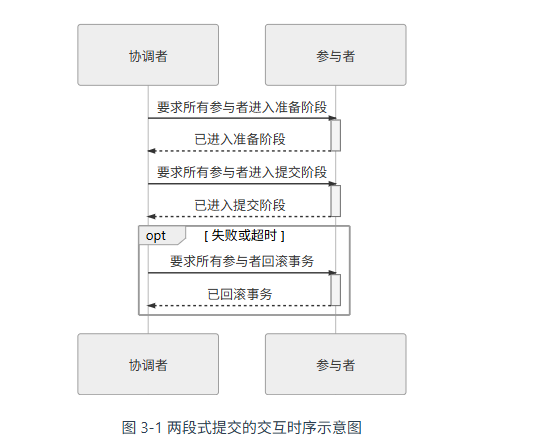 协调者 参与者
要求所有参与者进入准备阶段
已进入准备阶段
要求所有参与者进入提交阶段
已进入提交阶段
opt [ 失败或超时 ]
要求所有参与者回滚事务
已回滚事务
协调者 参与者
图 3-1 两段式提交的交互时序示意图